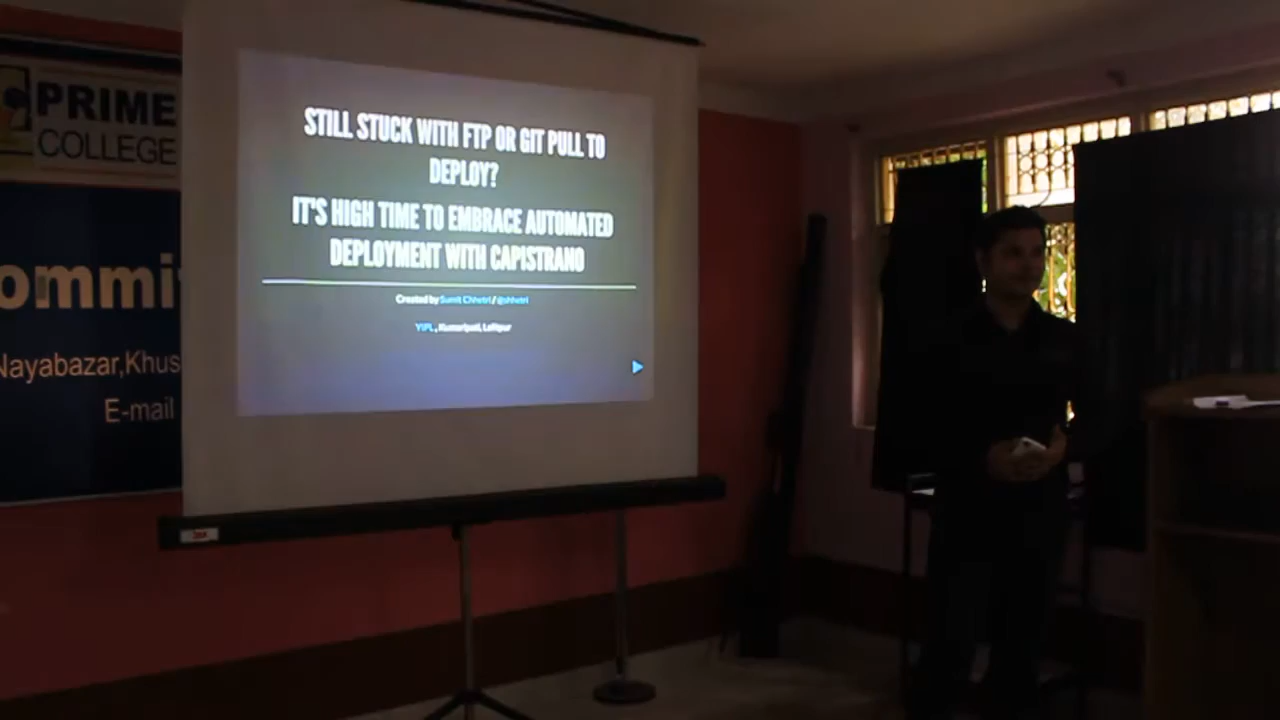 PRIME
COLLEGE
ommi
Nayabazar,Khus
E-mail
STILL STUCK WITH FTP OR GIT PULL TO
DEPLOY?
IT'S HIGH TIME TO EMBRACE AUTOMATED
DEPLOYMENT WITH CAPISTRANO
Created by Sumit Chhetri / @shhetri
YIPL, Kumaripati, Lalitpur